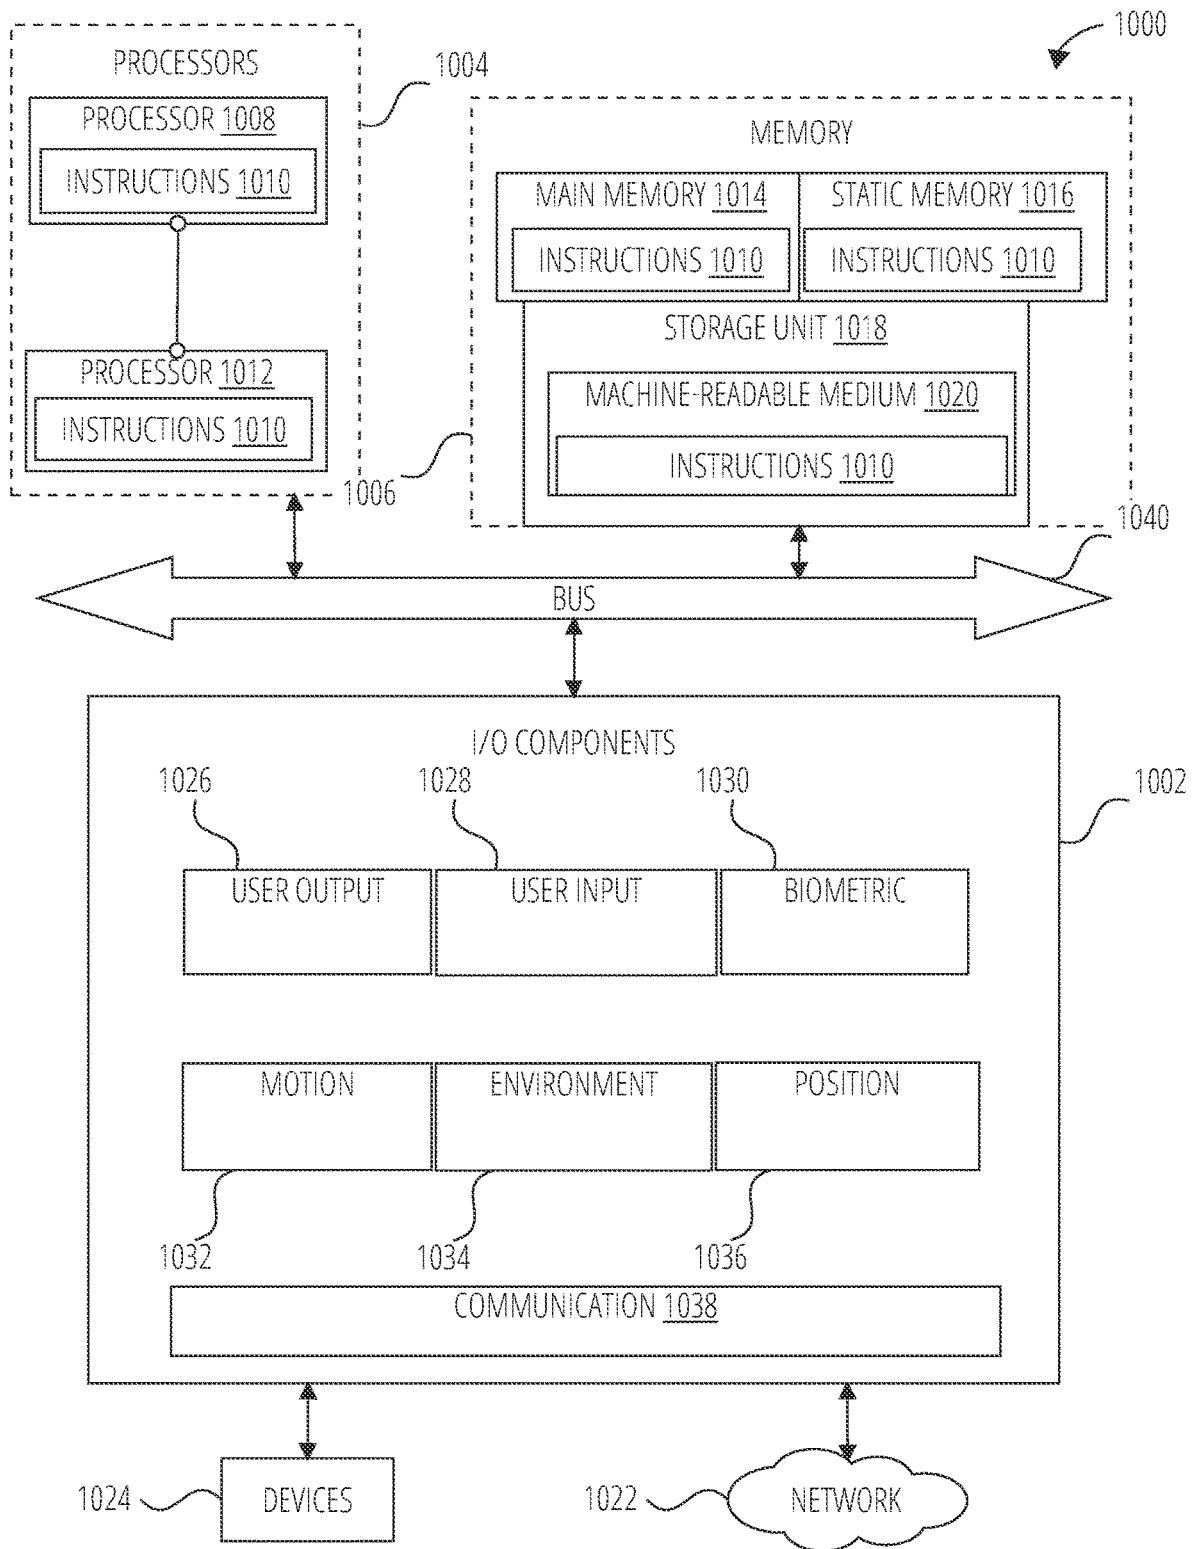 1000
PROCESSORS
1004
PROCESSOR 1008
INSTRUCTIONS 1010
MEMORY
MAIN MEMORY 1014
STATIC MEMORY 1016
INSTRUCTIONS 1010
INSTRUCTIONS 1010
STORAGE UNIT 1018
PROCESSOR 1012
INSTRUCTIONS 1010
MACHINE-READABLE MEDIUM 1020
INSTRUCTIONS 1010
1006
1040
BUS
I/O COMPONENTS
1026
1028
1030
1002
USER OUTPUT
USER INPUT
BIOMETRIC
MOTION
ENVIRONMENT
POSITION
1032
1034
1036
COMMUNICATION 1038
1024
DEVICES
1022
NETWORK